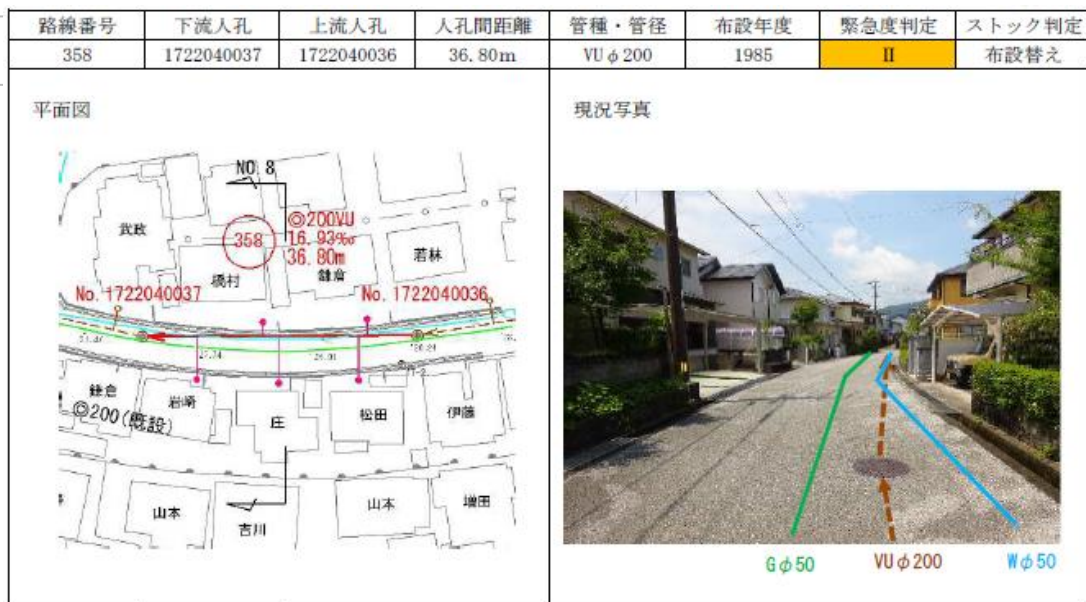 路線番号 下流人孔 上流人孔 人孔間距離 管種・管径 布設年度 緊急度判定 ストック判定
358 1722040037 1722040036 36.80m VUφ200 1985 Ⅱ 布設替え
平面図
NO.8
武政
358
◎200VU
16.93‰
36.80m
若林
橋村
鎌倉
No.1722040037
No.1722040036
鎌倉
岩崎
庄
松田
伊藤
◎200(既設)
山本
吉川
山本
増田
現況写真
Gφ50
VUφ200
Wφ50